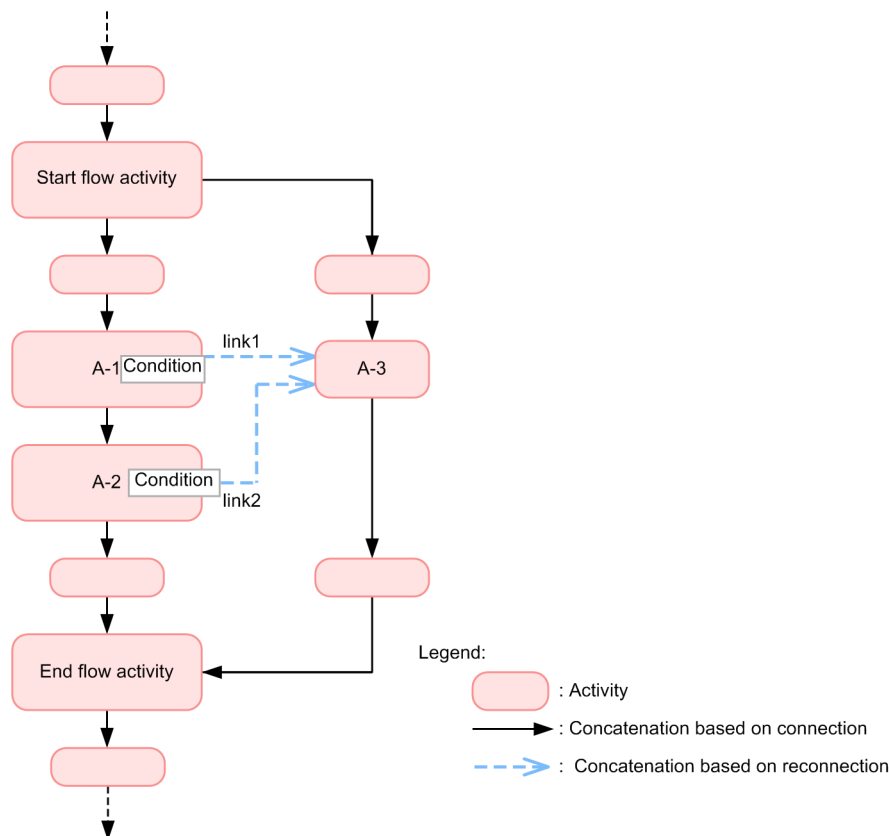 Start flow activity
A-1
Condition
link1
A-3
A-2
Condition
link2
End flow activity
Legend:
: Activity
: Concatenation based on connection
: Concatenation based on reconnection